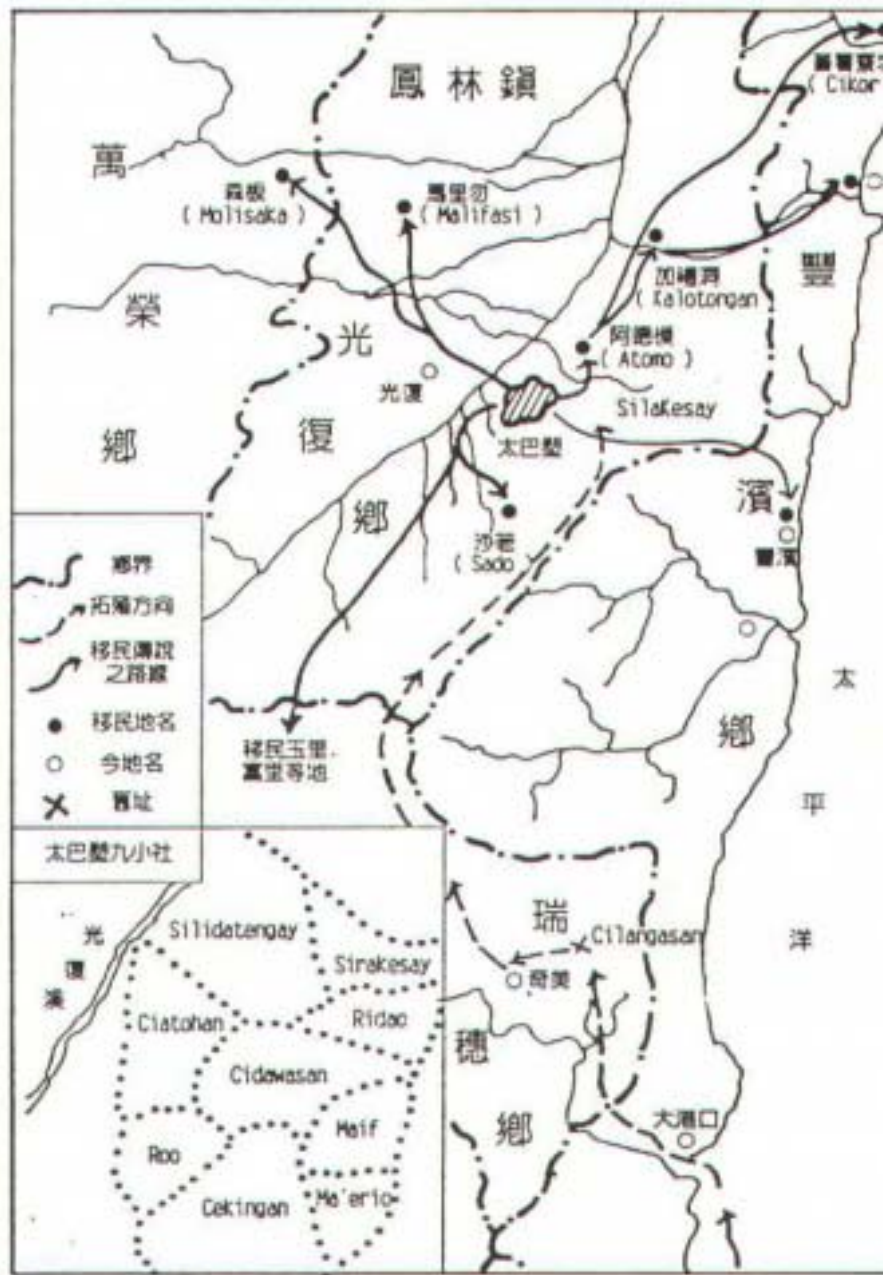 鳳林鎮
(Cikor
萬
森板
(Molisaka)
馬里勿
(Malifasi)
加禮洞
(Kalotongan
豐
榮
光
阿德模
(Atomo)
光復
Silakesay
鄉
復
太巴塱
濱
鄉
沙荖
(Sado
豐濱
鄉界
拓殖方向
移民傳說
之路線
移民地名
今地名
舊址
移民玉里.
富里等地
鄉
太
平
洋
太巴塱九小社
光
復
溪
Silidatengay
Sirakesay
Ciatohan
Ridao
Cidawasan
Maif
Roo
Cekingan
Ma'erio
瑞
Cilangasan
奇美
穗
鄉
大港口